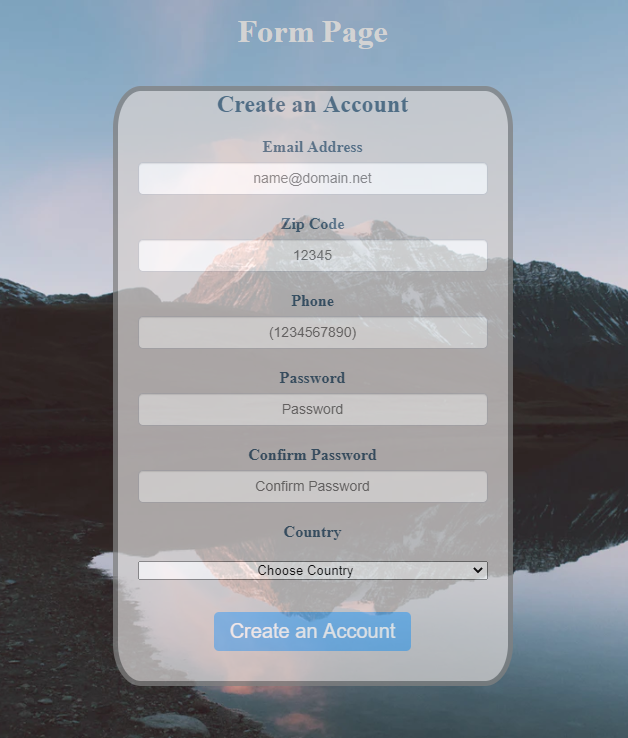 Form Page
Create an Account
Email Address
name@domain.net
Zip Code
12345
Phone
(1234567890)
Password
Password
Confirm Password
Confirm Password
Country
Choose Country
Create an Account